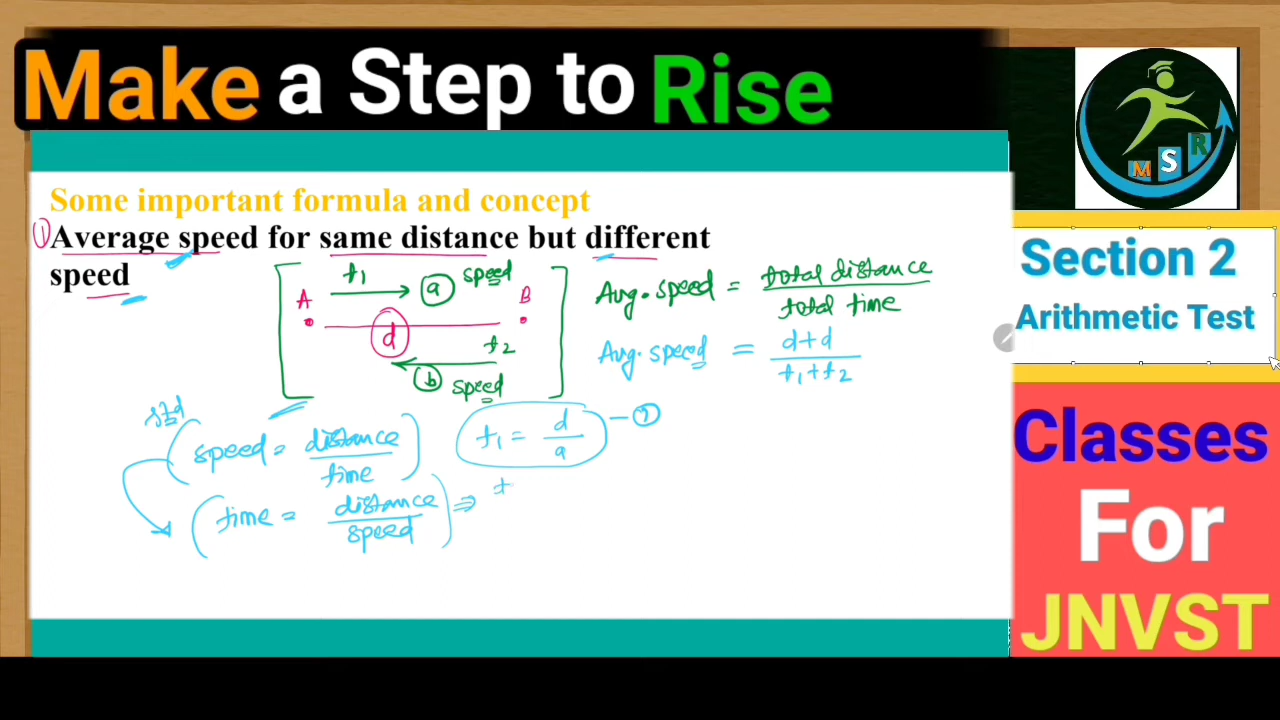 Make a Step to Rise
MSR
Some important formula and concept
① Average speed for same distance but different
speed
t₁ a speed
A B
d
t₂
b speed
Avg. speed = total distance / total time
Avg. speed = d+d / t₁+t₂
std
speed = distance / time
t₁ = d / a
time = distance / speed ⇒ t
Section 2
Arithmetic Test
Classes
For
JNVST